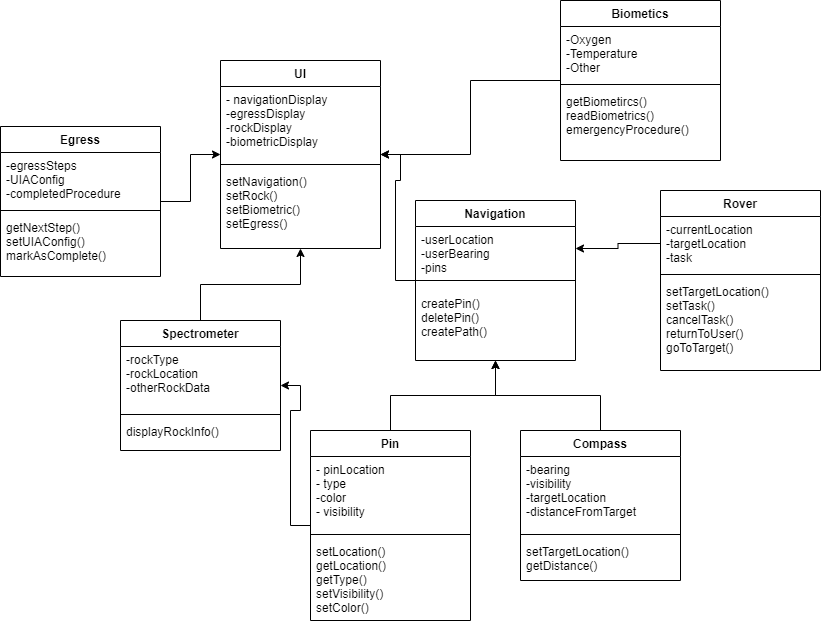 Biometics
-Oxygen
-Temperature
-Other
getBiometircs()
readBiometrics()
emergencyProcedure()
UI
- navigationDisplay
-egressDisplay
-rockDisplay
-biometricDisplay
setNavigation()
setRock()
setBiometric()
setEgress()
Egress
-egressSteps
-UIAConfig
-completedProcedure
getNextStep()
setUIAConfig()
markAsComplete()
Navigation
-userLocation
-userBearing
-pins
createPin()
deletePin()
createPath()
Rover
-currentLocation
-targetLocation
-task
setTargetLocation()
setTask()
cancelTask()
returnToUser()
goToTarget()
Spectrometer
-rockType
-rockLocation
-otherRockData
displayRockInfo()
Pin
- pinLocation
- type
-color
- visibility
setLocation()
getLocation()
getType()
setVisibility()
setColor()
Compass
-bearing
-visibility
-targetLocation
-distanceFromTarget
setTargetLocation()
getDistance()